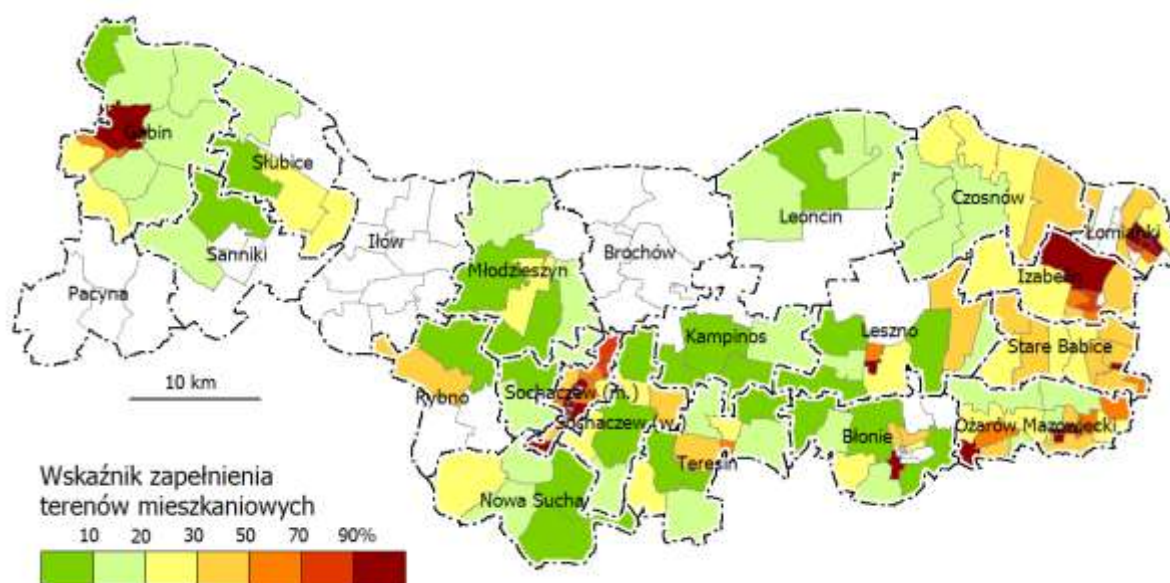 Gąbin
Słubice
Sanniki
Pacyna
Iłów
Młodzieszyn
Brochów
Leoncin
Czosnów
Łomianki
Izabelin
Leszno
Kampinos
Stare Babice
Rybno
Sochaczew (m.)
Sochaczew (w.)
Błonie
Ożarów Mazowiecki
Teresin
Nowa Sucha
10 km
Wskaźnik zapełnienia
terenów mieszkaniowych
10 20 30 50 70 90%